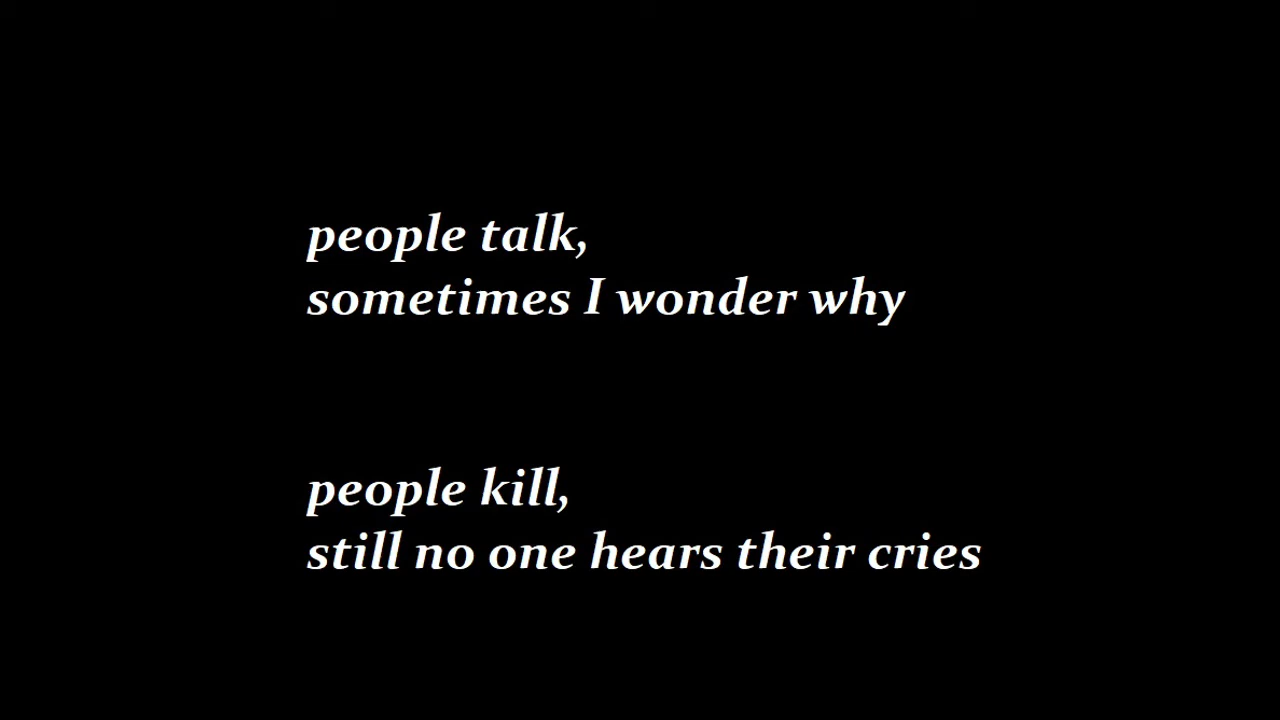 people talk,
sometimes I wonder why
people kill,
still no one hears their cries